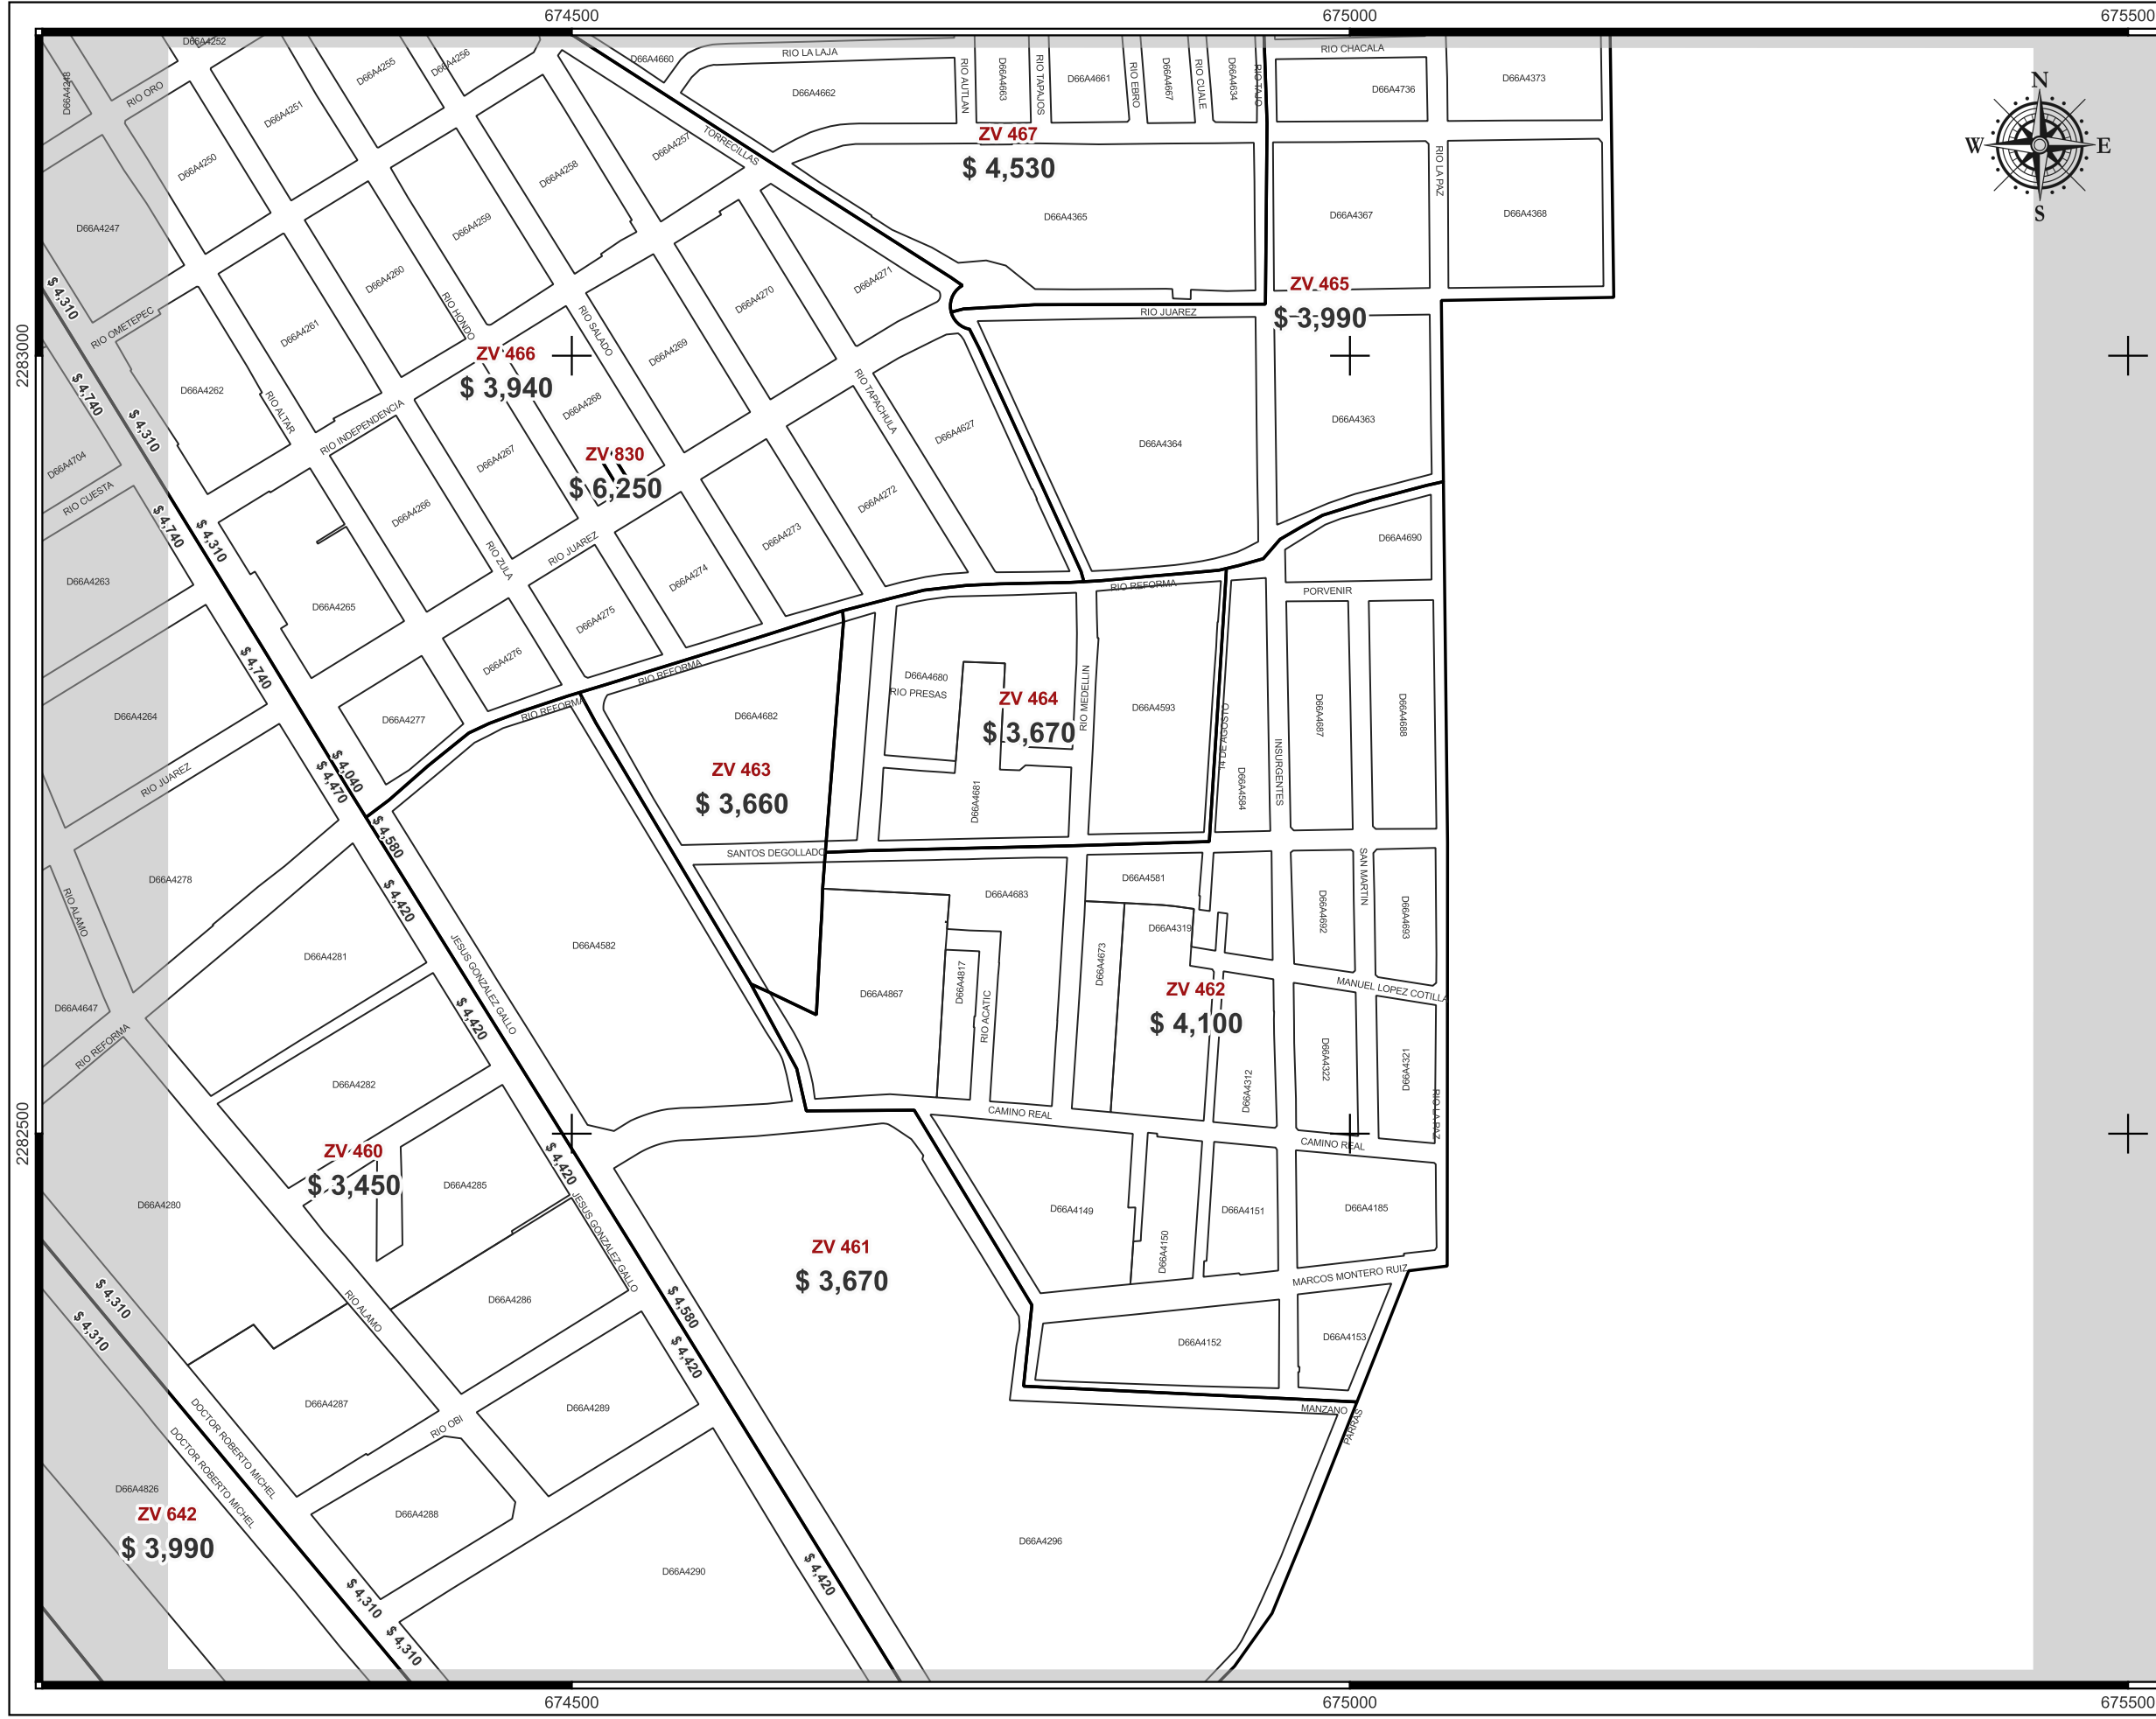 674500
675000
675500
D66A4252
D66A4255
D66A4256
D66A4660
RIO LA LAJA
RIO CHACALA
D66A4248
RIO ORO
D66A4251
D66A4662
RIO AUTLAN
D66A4663
RIO TAPAJOS
D66A4661
RIO EBRO
D66A4667
RIO CUALE
D66A4634
RIO TAJO
D66A4736
D66A4373
N
W
E
S
D66A4250
D66A4258
D66A4257
TORRECILLAS
ZV 467
$ 4,530
RIO LA PAZ
D66A4247
D66A4259
D66A4365
D66A4367
D66A4368
D66A4260
D66A4270
D66A4271
ZV 465
$ 3,990
$ 4,310
RIO OMETEPEC
D66A4261
RIO HONDO
RIO SALADO
D66A4269
RIO JUAREZ
2283000
ZV 466
$ 3,940
$ 4,740
D66A4262
RIO ALTAR
RIO INDEPENDENCIA
D66A4268
RIO TAPACHULA
D66A4627
D66A4364
D66A4363
$ 4,310
D66A4704
D66A4267
ZV 830
$ 6,250
RIO CUESTA
D66A4266
D66A4272
$ 4,740
$ 4,310
D66A4273
D66A4690
D66A4263
RIO ZULA
RIO JUAREZ
D66A4274
RIO REFORMA
PORVENIR
D66A4265
D66A4275
$ 4,740
D66A4276
RIO REFORMA
D66A4680
RIO PRESAS
ZV 464
$ 3,670
RIO MEDELLIN
D66A4593
14 DE AGOSTO
D66A4687
D66A4688
D66A4264
D66A4277
RIO REFORMA
D66A4682
ZV 463
$ 3,660
INSURGENTES
D66A4584
RIO JUAREZ
$ 4,040
$ 4,470
D66A4681
$ 4,580
SANTOS DEGOLLADO
D66A4278
RIO ALAMO
$ 4,420
D66A4683
D66A4581
SAN MARTIN
D66A4692
D66A4693
D66A4319
D66A4281
JESUS GONZALEZ GALLO
D66A4582
D66A4673
D66A4817
D66A4867
ZV 462
$ 4,100
MANUEL LOPEZ COTILLA
D66A4647
RIO REFORMA
$ 4,420
RIO ACATIC
D66A4322
D66A4321
D66A4282
D66A4312
CAMINO REAL
RIO LA PAZ
2282500
ZV 460
$ 3,450
CAMINO REAL
$ 4,420
D66A4285
D66A4280
JESUS GONZALEZ GALLO
D66A4149
D66A4151
D66A4185
D66A4150
ZV 461
$ 3,670
MARCOS MONTERO RUIZ
$ 4,310
$ 4,310
RIO ALAMO
D66A4286
$ 4,580
$ 4,420
D66A4152
D66A4153
D66A4287
D66A4289
RIO OBI
MANZANO
PARRAS
DOCTOR ROBERTO MICHEL
DOCTOR ROBERTO MICHEL
D66A4826
ZV 642
$ 3,990
D66A4288
D66A4296
D66A4290
$ 4,420
$ 4,310
$ 4,310
674500
675000
675500